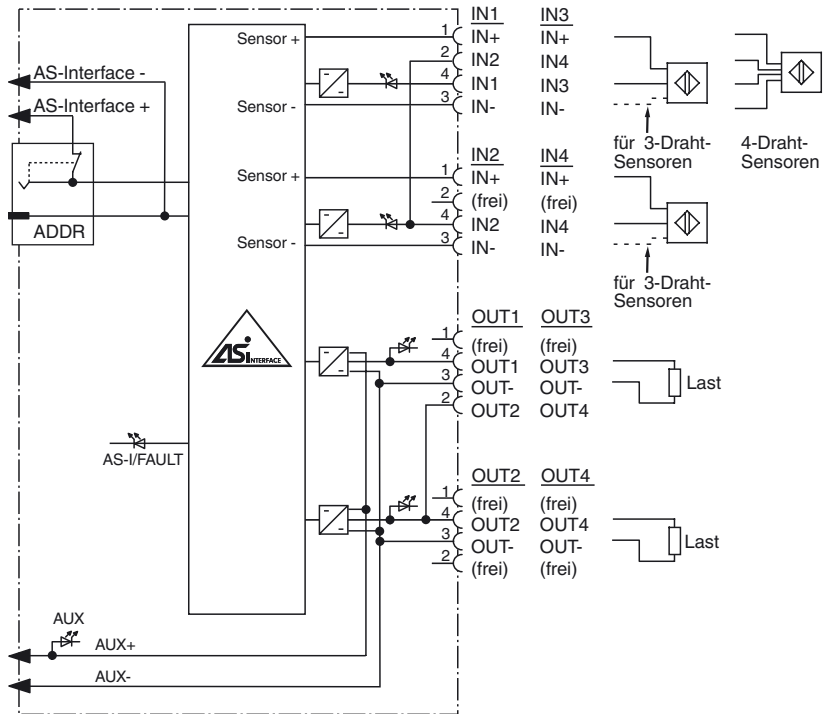 IN1 IN3
Sensor + 1 IN+ IN+
2 IN2 IN4
4 IN1 IN3
Sensor - 3 IN- IN-
AS-Interface -
AS-Interface +
für 3-Draht-
Sensoren
4-Draht-
Sensoren
IN2 IN4
Sensor + 1 IN+ IN+
2 (frei) (frei)
4 IN2 IN4
Sensor - 3 IN- IN-
ADDR
für 3-Draht-
Sensoren
ASi INTERFACE
OUT1 OUT3
1 (frei) (frei)
4 OUT1 OUT3
3 OUT- OUT-
2 OUT2 OUT4
Last
AS-I/FAULT
OUT2 OUT4
1 (frei) (frei)
4 OUT2 OUT4
3 OUT- OUT-
2 (frei) (frei)
Last
AUX
AUX+
AUX-